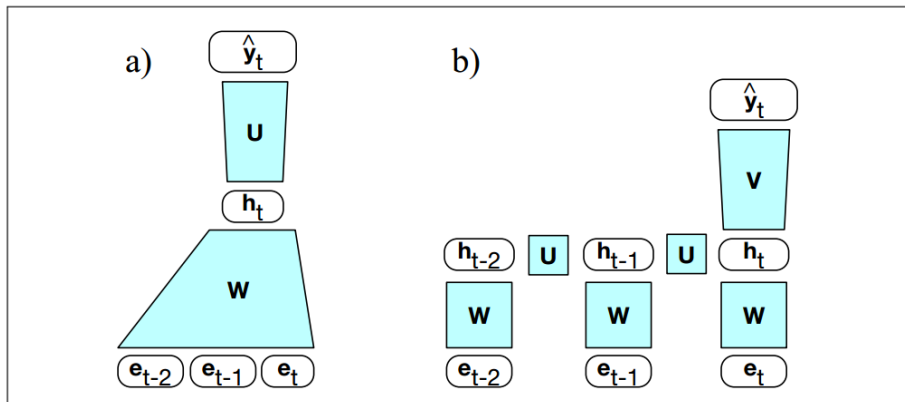 a)
ŷt
U
ht
W
et-2 et-1 et
b)
ŷt
V
ht-2 U ht-1 U ht
W W W
et-2 et-1 et